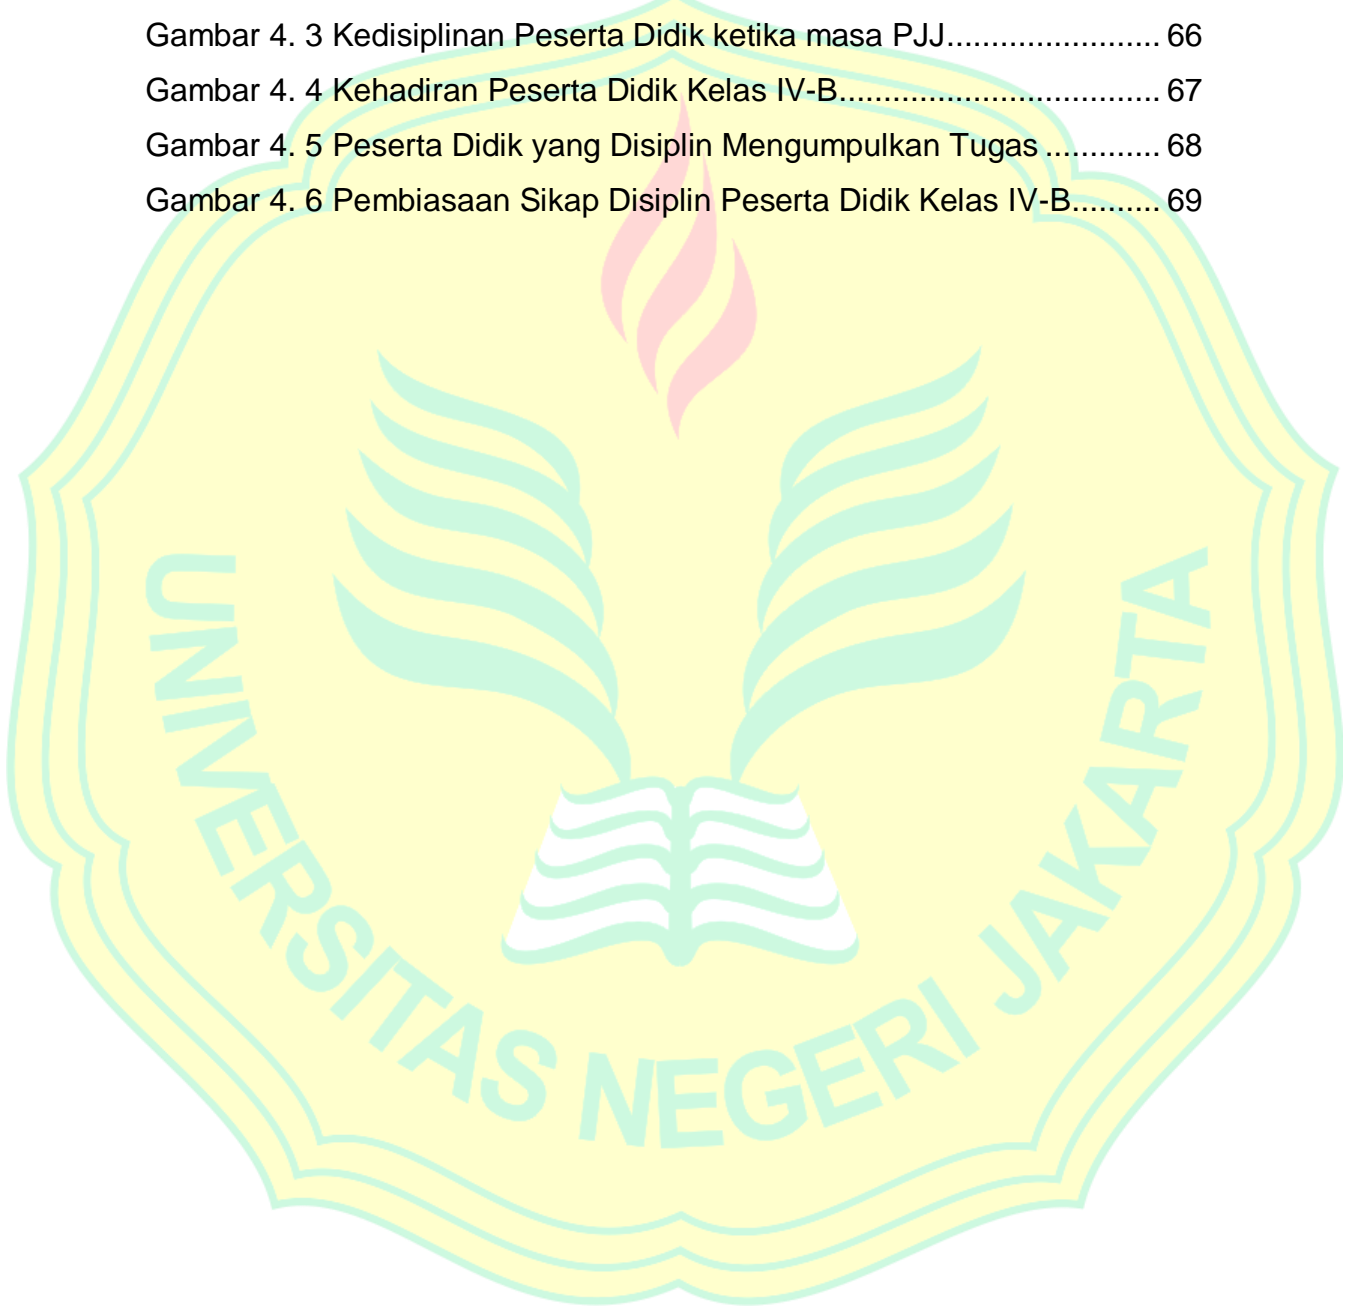 Gambar 4. 3 Kedisiplinan Peserta Didik ketika masa PJJ........................ 66
Gambar 4. 4 Kehadiran Peserta Didik Kelas IV-B.................................... 67
Gambar 4. 5 Peserta Didik yang Disiplin Mengumpulkan Tugas ............. 68
Gambar 4. 6 Pembiasaan Sikap Disiplin Peserta Didik Kelas IV-B.......... 69
UNIVERSITAS NEGERI JAKARTA